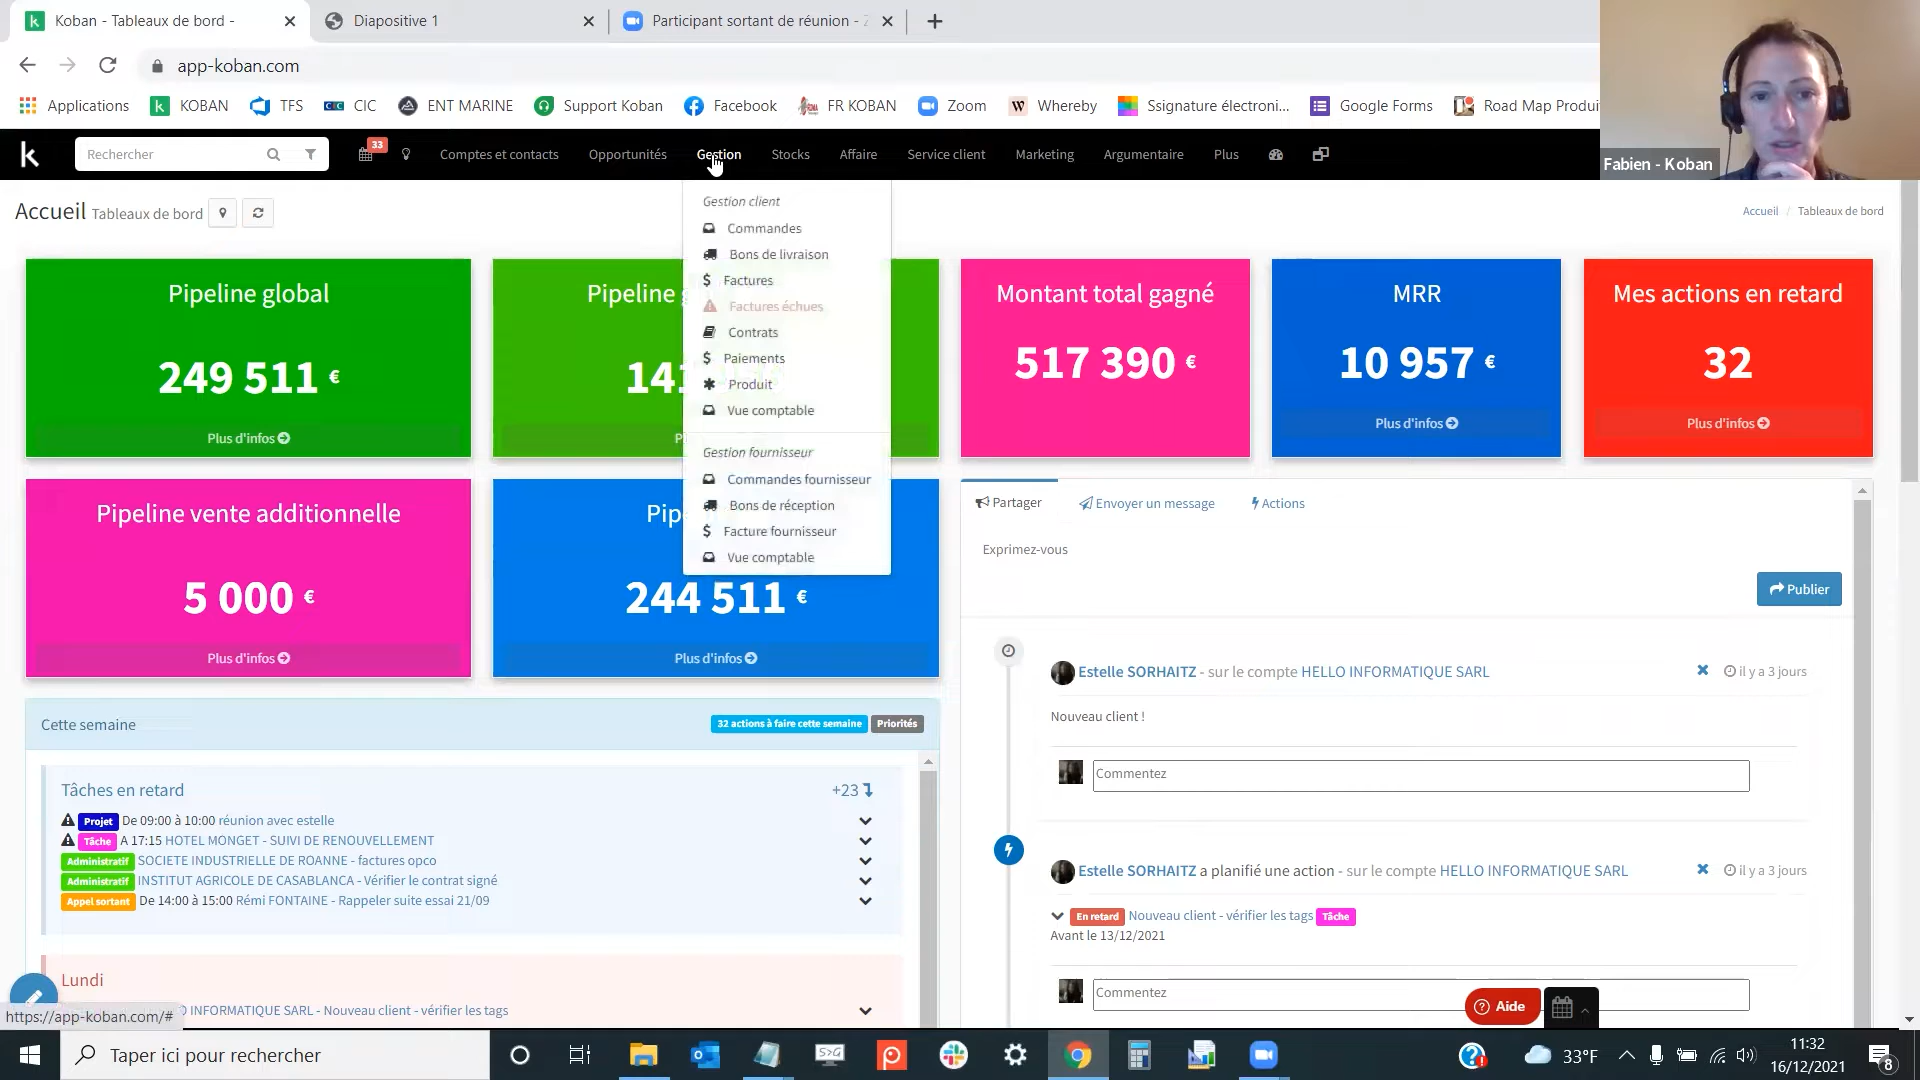 Koban - Tableaux de bord -
Diapositive 1
Participant sortant de réunion - Z
app-koban.com
Applications
KOBAN
TFS
CIC
ENT MARINE
Support Koban
Facebook
FR KOBAN
Zoom
Whereby
Ssignature électroni...
Google Forms
Road Map Produi
Fabien - Koban
k
Rechercher
33
Comptes et contacts
Opportunités
Gestion
Stocks
Affaire
Service client
Marketing
Argumentaire
Plus
Accueil Tableaux de bord
Accueil / Tableaux de bord
Gestion client
Commandes
Bons de livraison
$ Factures
Factures échues
Contrats
$ Paiements
Produit
Vue comptable
Gestion fournisseur
Commandes fournisseur
Bons de réception
$ Facture fournisseur
Vue comptable
Pipeline global
249 511 €
Plus d'infos
Pipeline
141
Pl
Montant total gagné
517 390 €
MRR
10 957 €
Plus d'infos
Mes actions en retard
32
Plus d'infos
Pipeline vente additionnelle
5 000 €
Plus d'infos
Pip
244 511 €
Plus d'infos
Partager
Envoyer un message
Actions
Exprimez-vous
Publier
Estelle SORHAITZ - sur le compte HELLO INFORMATIQUE SARL
il y a 3 jours
Nouveau client !
Commentez
Estelle SORHAITZ a planifié une action - sur le compte HELLO INFORMATIQUE SARL
il y a 3 jours
En retard Nouveau client - vérifier les tags Tâche
Avant le 13/12/2021
Commentez
Aide
Cette semaine
32 actions à faire cette semaine
Priorités
Tâches en retard
+23
Projet De 09:00 à 10:00 réunion avec estelle
Tâche A 17:15 HOTEL MONGET - SUIVI DE RENOUVELLEMENT
Administratif SOCIETE INDUSTRIELLE DE ROANNE - factures opco
Administratif INSTITUT AGRICOLE DE CASABLANCA - Vérifier le contrat signé
Appel sortant De 14:00 à 15:00 Rémi FONTAINE - Rappeler suite essai 21/09
Lundi
O INFORMATIQUE SARL - Nouveau client - vérifier les tags
https://app-koban.com/#
Taper ici pour rechercher
33°F
11:32
16/12/2021
8